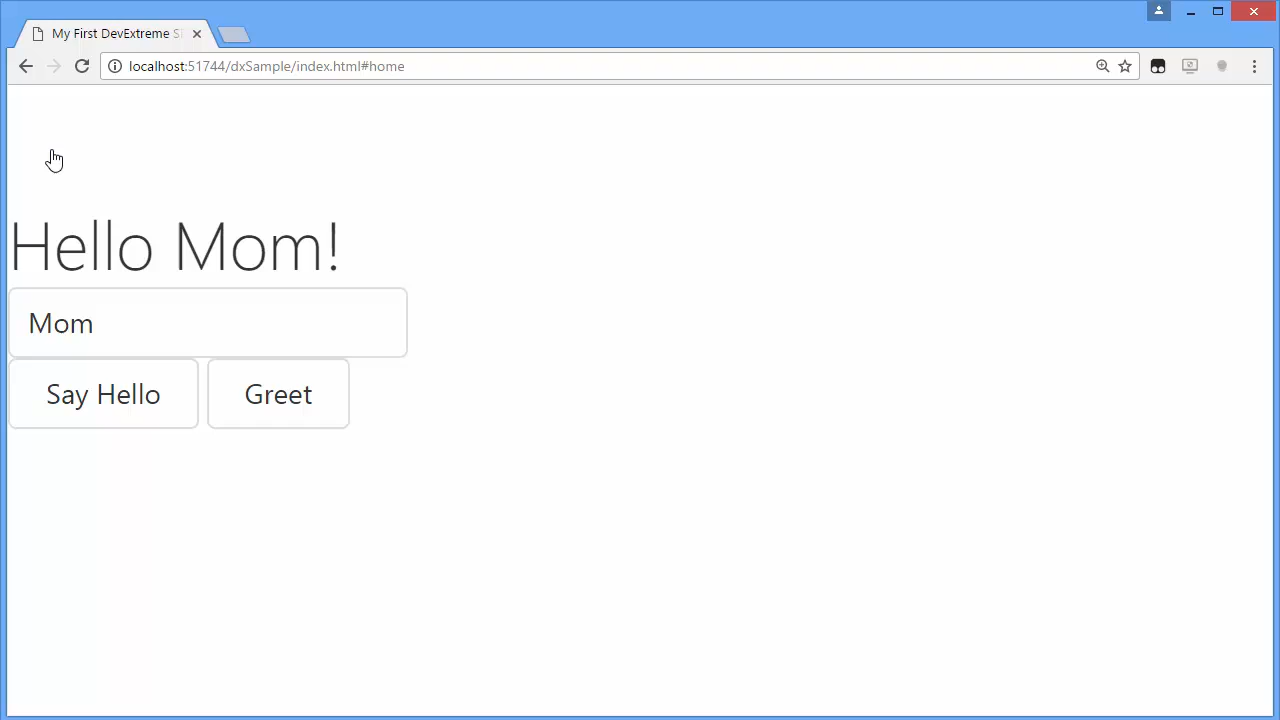 My First DevExtreme S
localhost:51744/dxSample/index.html#home
Hello Mom!
Mom
Say Hello
Greet